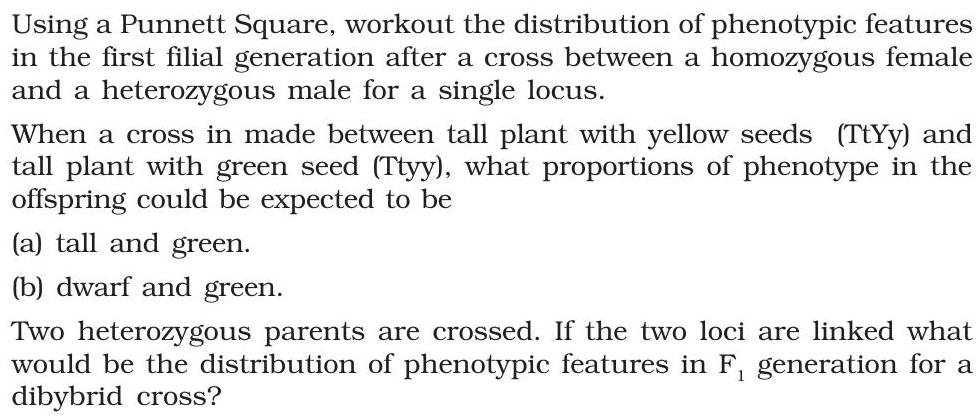 Using a Punnett Square, workout the distribution of phenotypic features
in the first filial generation after a cross between a homozygous female
and a heterozygous male for a single locus.
When a cross in made between tall plant with yellow seeds (TtYy) and
tall plant with green seed (Ttyy), what proportions of phenotype in the
offspring could be expected to be
(a) tall and green.
(b) dwarf and green.
Two heterozygous parents are crossed. If the two loci are linked what
would be the distribution of phenotypic features in F₁ generation for a
dibybrid cross?